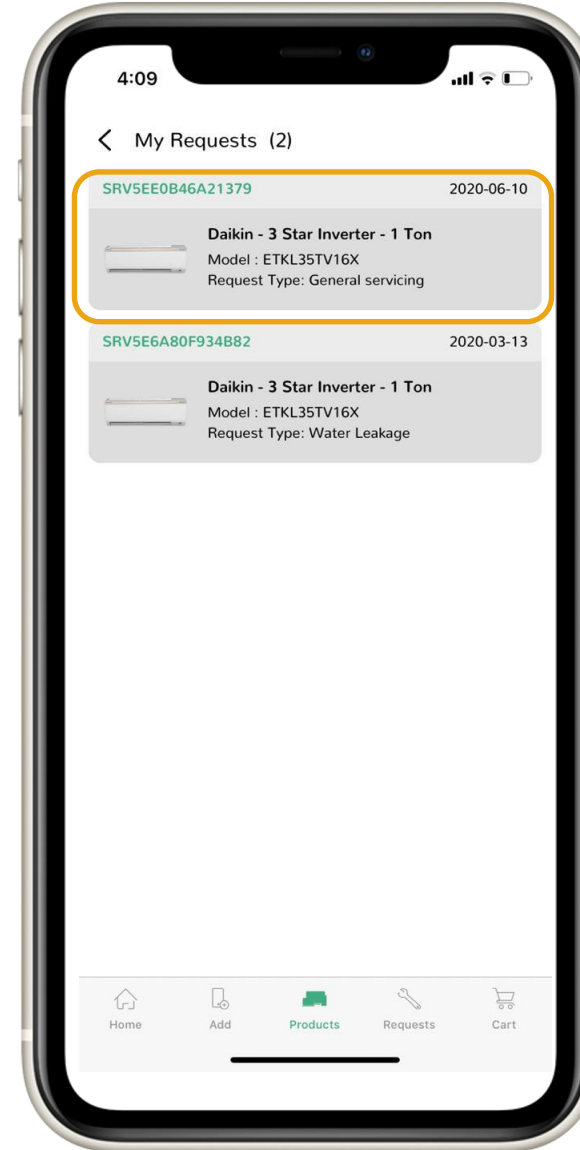 4:09
My Requests (2)
SRV5EE0B46A21379 2020-06-10
Daikin - 3 Star Inverter - 1 Ton
Model : ETKL35TV16X
Request Type: General servicing
SRV5E6A80F934B82 2020-03-13
Daikin - 3 Star Inverter - 1 Ton
Model : ETKL35TV16X
Request Type: Water Leakage
Home Add Products Requests Cart